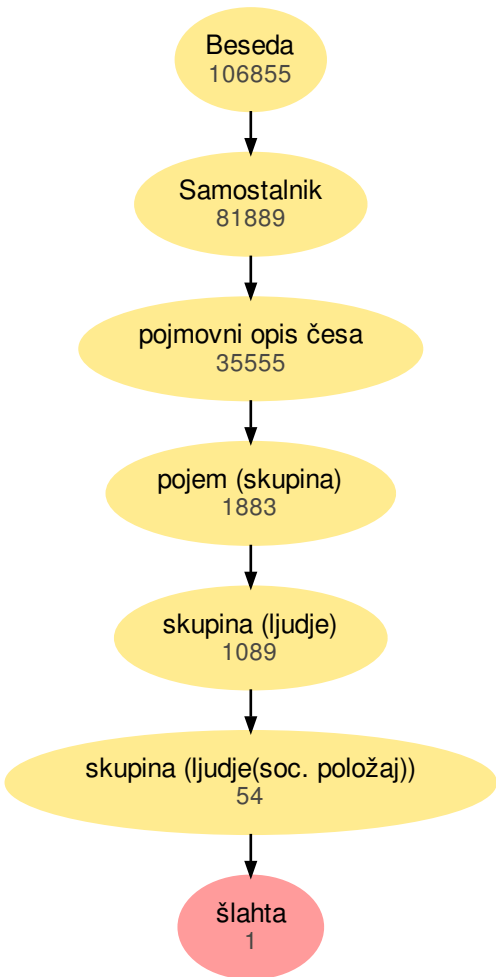 Beseda
106855
Samostalnik
81889
pojmovni opis česa
35555
pojem (skupina)
1883
skupina (ljudje)
1089
skupina (ljudje(soc. položaj))
54
šlahta
1